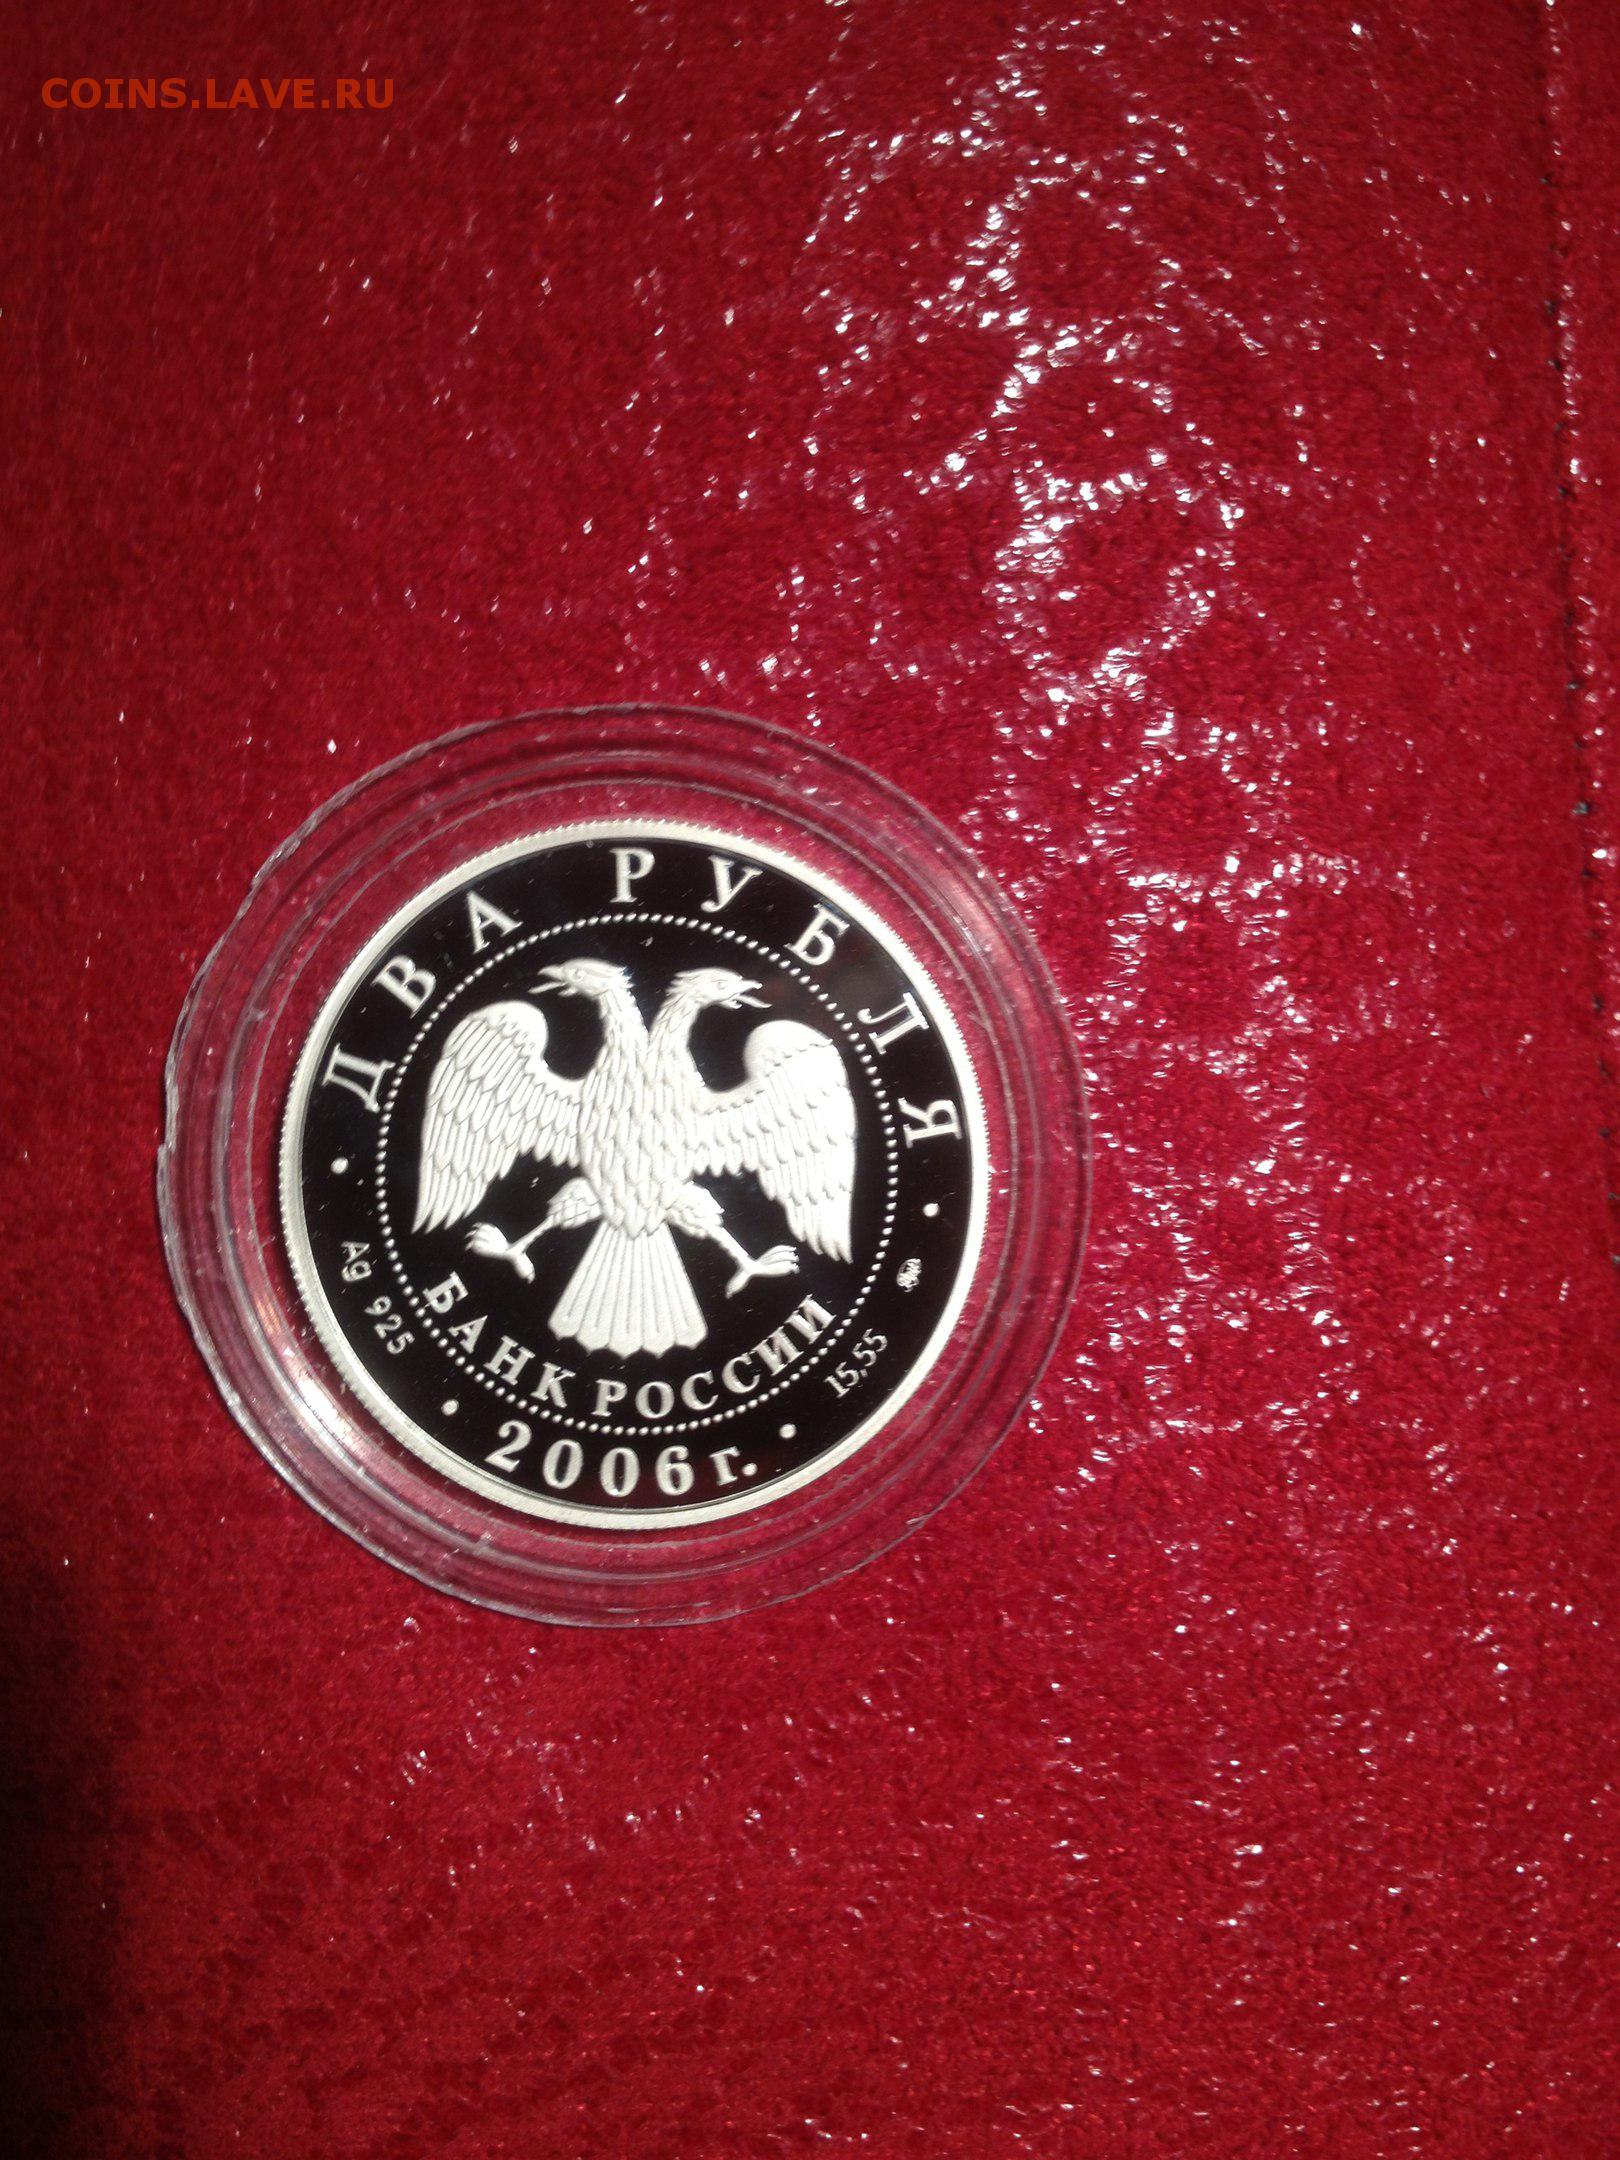 COINS.LAVE.RU
ДВА РУБЛЯ
Ag 925
БАНК РОССИИ
15,55
• 2006 г. •